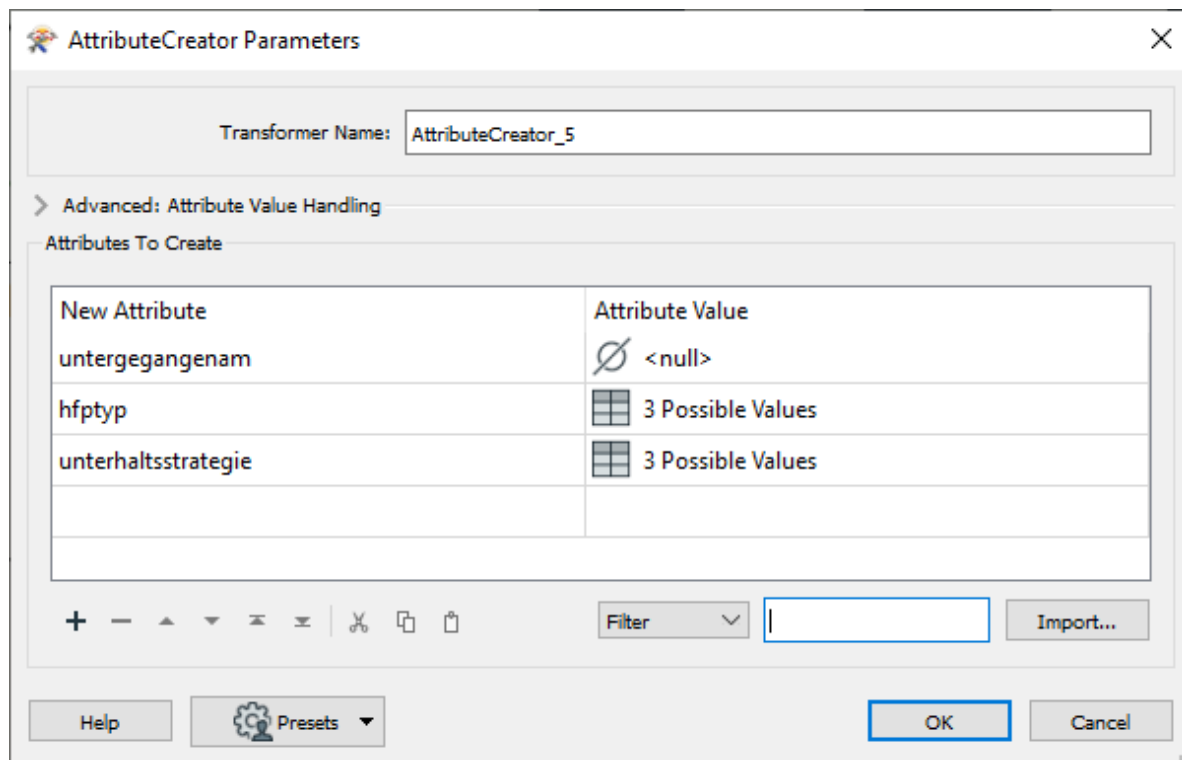 AttributeCreator Parameters
Transformer Name: AttributeCreator_5
Advanced: Attribute Value Handling
Attributes To Create
New Attribute Attribute Value
untergegangenam <null>
hfptyp 3 Possible Values
unterhaltsstrategie 3 Possible Values
Filter Import...
Help Presets OK Cancel